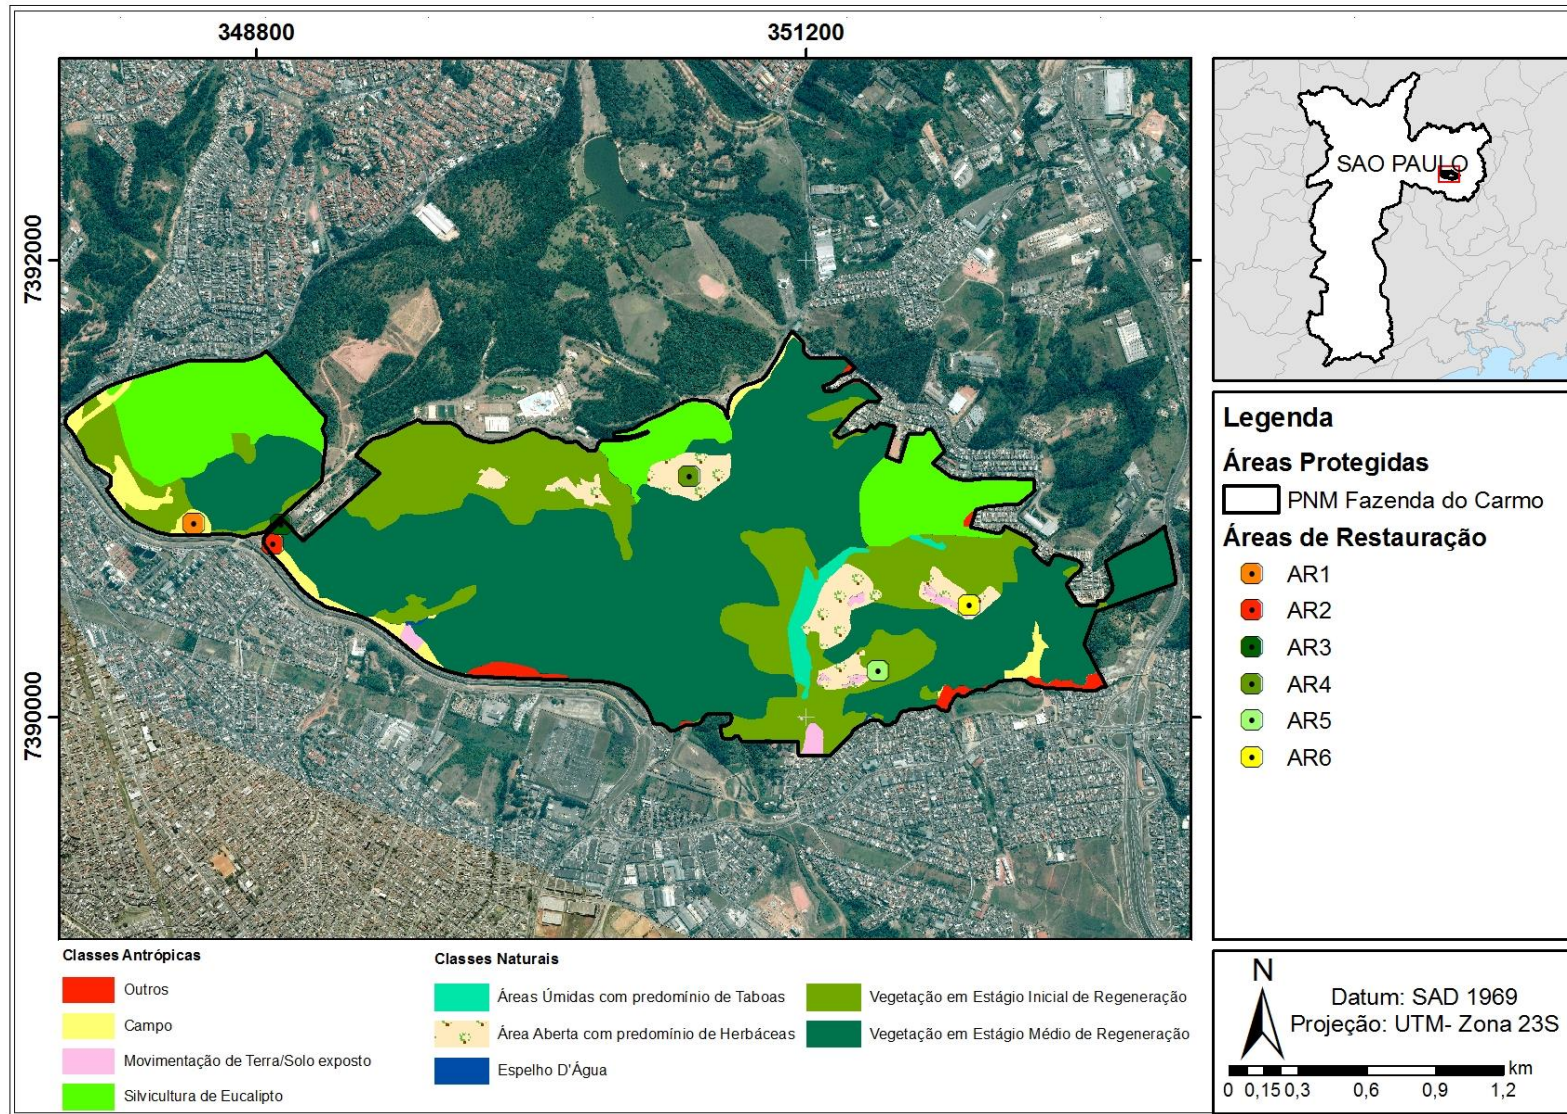 348800
351200
7392000
7390000
SAO PAULO
Legenda
Áreas Protegidas
PNM Fazenda do Carmo
Áreas de Restauração
AR1
AR2
AR3
AR4
AR5
AR6
Classes Antrópicas
Outros
Campo
Movimentação de Terra/Solo exposto
Silvicultura de Eucalipto
Classes Naturais
Áreas Úmidas com predomínio de Taboas
Área Aberta com predomínio de Herbáceas
Espelho D'Água
Vegetação em Estágio Inicial de Regeneração
Vegetação em Estágio Médio de Regeneração
N
Datum: SAD 1969
Projeção: UTM- Zona 23S
km
0 0,15 0,3 0,6 0,9 1,2